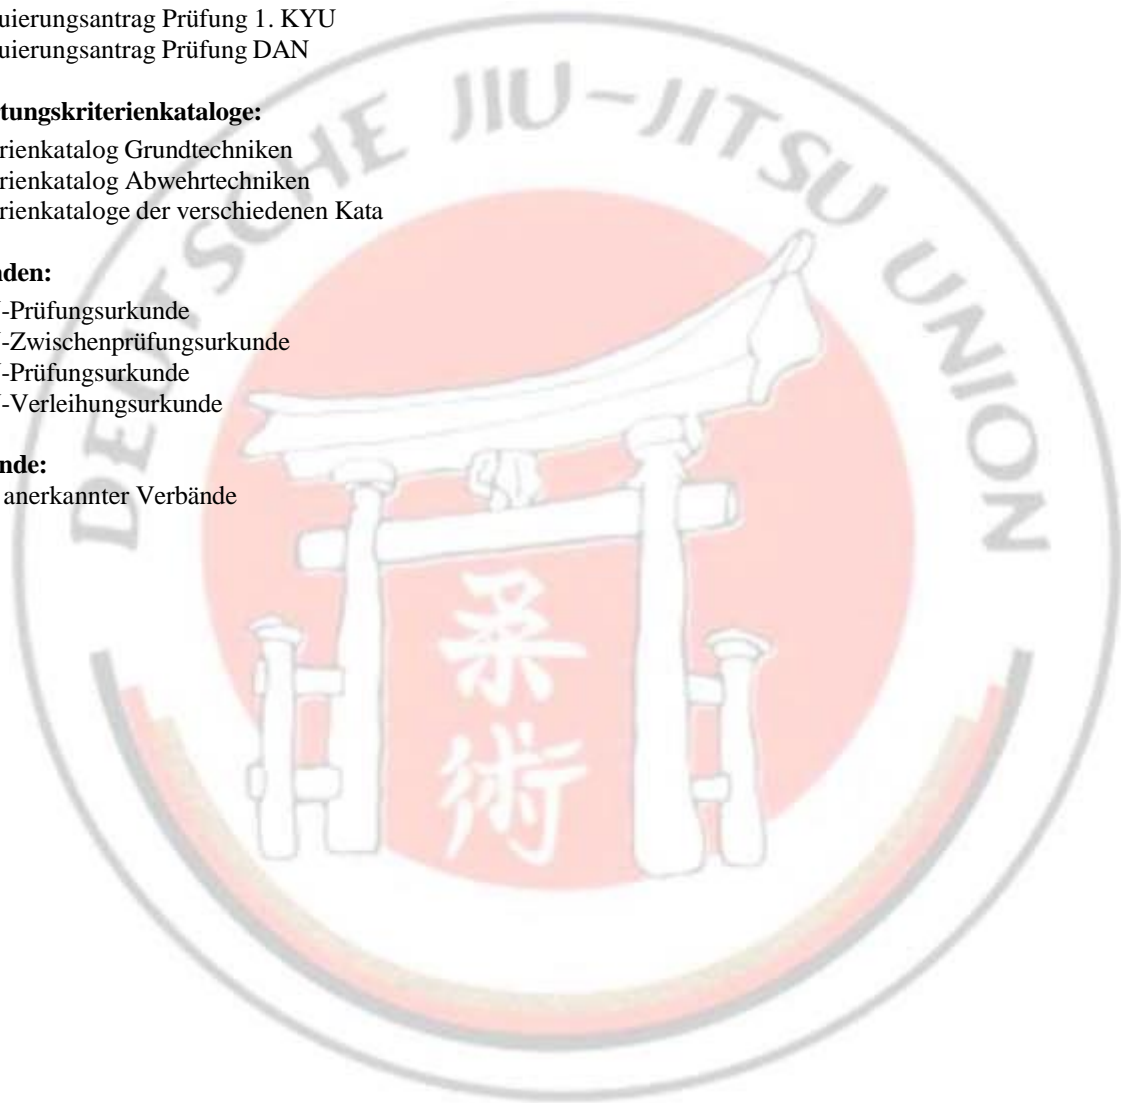 uierungsantrag Prüfung 1. KYU
uierungsantrag Prüfung DAN
tungskriterienkataloge:
rienkatalog Grundtechniken
rienkatalog Abwehrtechniken
rienkataloge der verschiedenen Kata
nden:
-Prüfungsurkunde
-Zwischenprüfungsurkunde
-Prüfungsurkunde
-Verleihungsurkunde
nde:
anerkannter Verbände
DEUTSCHE JIU-JITSU UNION
柔
術